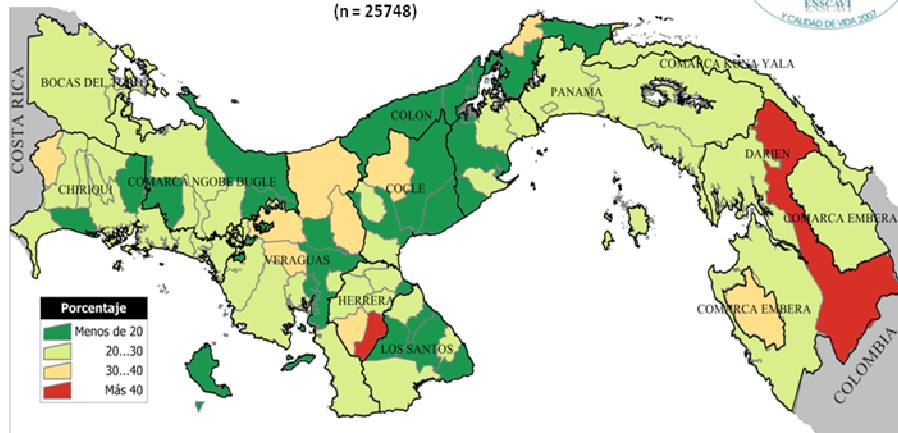 (n = 25748)
ENSSCAVI
Y CALIDAD DE VIDA 2007
COSTA RICA
BOCAS DEL
COMARCA KUNA YALA
PANAMA
COLON
DARIEN
CHIRIQUI
COMARCA NGOBE BUGLE
COCLE
COMARCA EMBERA
VERAGUAS
HERRERA
COMARCA EMBERA
LOS SANTOS
COLOMBIA
Porcentaje
Menos de 20
20...30
30...40
Más 40